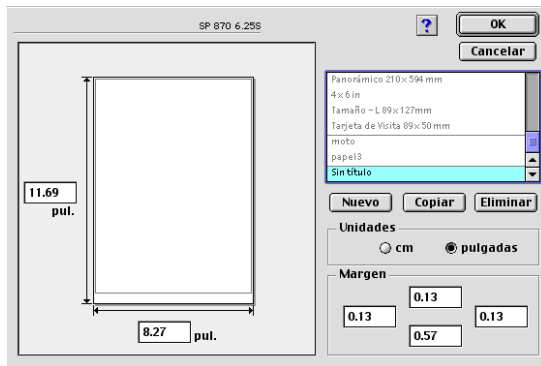 SP 870 6.25S
?
OK
Cancelar
Panorámico 210×594 mm
4×6 in
Tamaño - L 89×127mm
Tarjeta de Visita 89×50 mm
moto
papel3
Sin título
Nuevo
Copiar
Eliminar
11.69
pul.
8.27 pul.
Unidades
cm
pulgadas
Margen
0.13
0.13
0.13
0.57